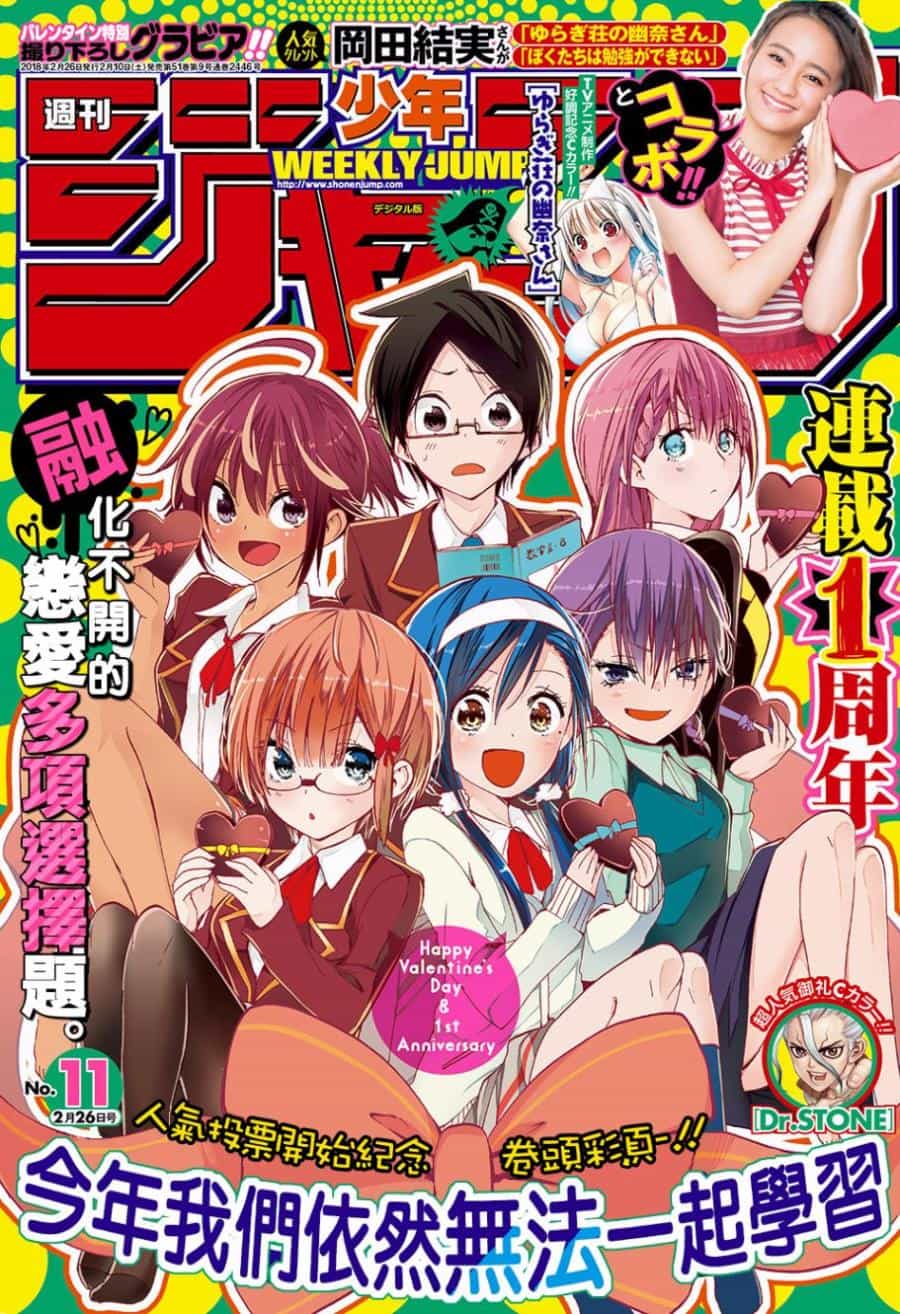 バレンタイン特別
撮り下ろしグラビア!!
人気タレント
岡田結実さんが
「ゆらぎ荘の幽奈さん」
「ぼくたちは勉強ができない」
とコラボ!!
2018年2月26日発行2月10日(土)発売第51巻第9号通巻2446号
週刊
少年
ジャンプ
WEEKLY JUMP
http://www.shonenjump.com
デジタル版
TVアニメ制作
好調記念Cカラー!!
[ゆらぎ荘の幽奈さん]
連載1周年
融
化不開的
戀愛多項選擇題。
Happy
Valentine's
Day
&
1st
Anniversary
超人気御礼Cカラー!!
[Dr.STONE]
No.11
2月26日号
人氣投票開始紀念
卷頭彩頁!!
今年我們依然無法一起學習